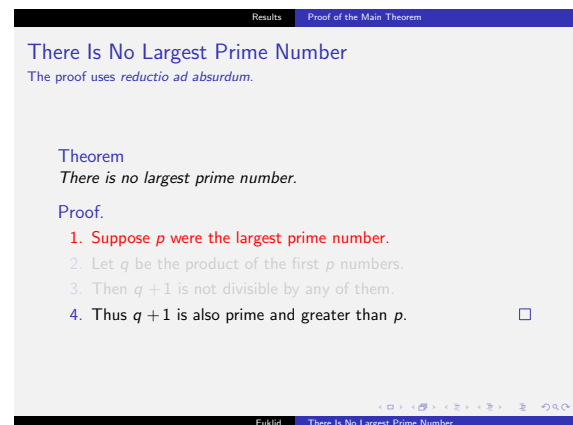 Results Proof of the Main Theorem
There Is No Largest Prime Number
The proof uses reductio ad absurdum.
Theorem
There is no largest prime number.
Proof.
1. Suppose p were the largest prime number.
2. Let q be the product of the first p numbers.
3. Then q + 1 is not divisible by any of them.
4. Thus q + 1 is also prime and greater than p.
Euklid There Is No Largest Prime Number